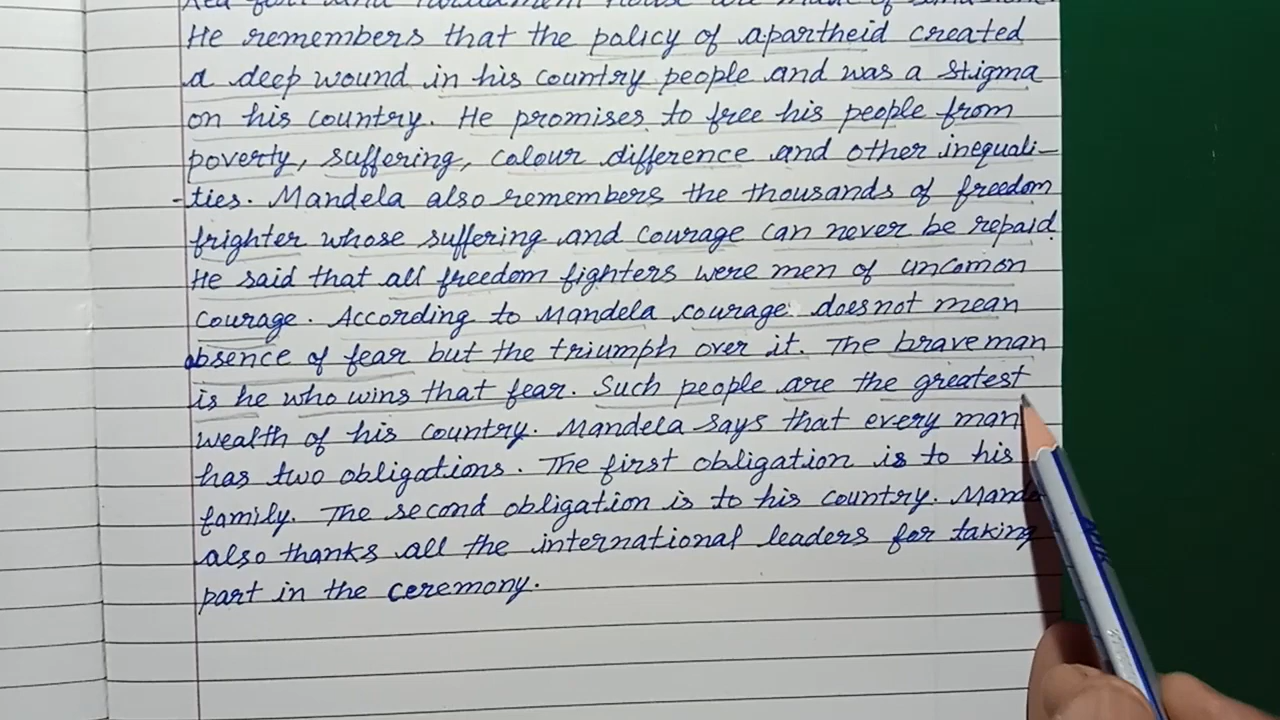 He remembers that the policy of apartheid created
a deep wound in his country people and was a stigma
on his country. He promises to free his people from
poverty, suffering, colour difference and other inequali-
-ties. Mandela also remembers the thousands of freedom
frighter whose suffering and courage can never be repaid.
He said that all freedom fighters were men of uncomon
courage. According to Mandela courage does not mean
absence of fear but the triumph over it. The brave man
is he who wins that fear. Such people are the greatest
wealth of his country. Mandela says that every man
has two obligations. The first obligation is to his
family. The second obligation is to his country. Mande
also thanks all the international leaders for taking
part in the ceremony.